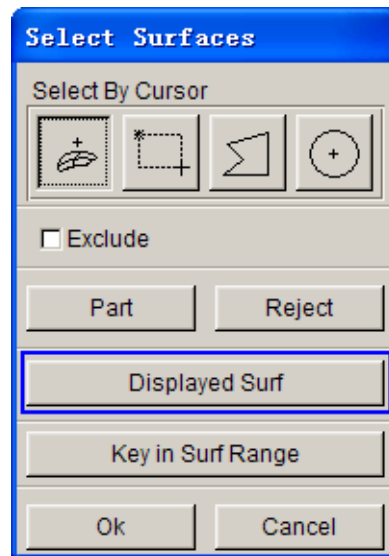 Select Surfaces
Select By Cursor
Exclude
Part Reject
Displayed Surf
Key in Surf Range
Ok Cancel